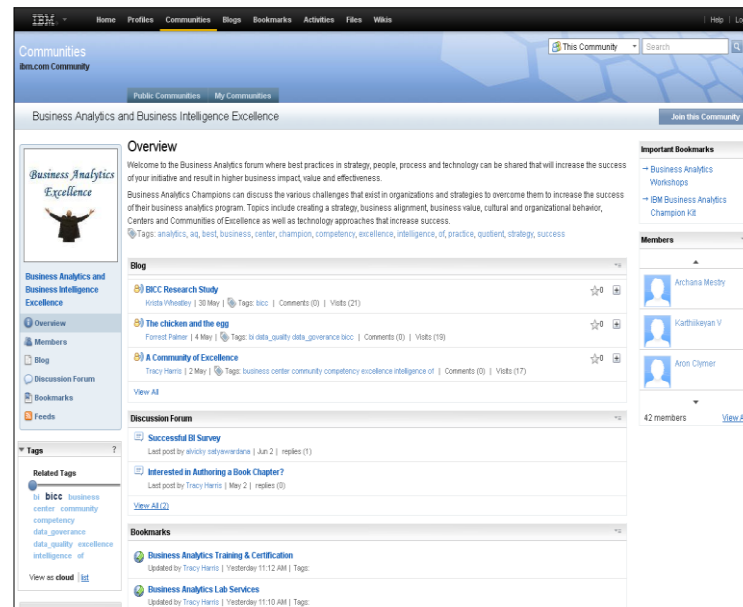 IBM.
Home Profiles Communities Blogs Bookmarks Activities Files Wikis
Help
Communities
ibm.com Community
This Community
Search
Public Communities My Communities
Business Analytics and Business Intelligence Excellence
Join this Community
Business Analytics
Excellence
Business Analytics and
Business Intelligence
Excellence
Overview
Members
Blog
Discussion Forum
Bookmarks
Feeds
Tags ?
Related Tags
bi bicc business
center community
competency
data_goverance
data_quality excellence
intelligence of
View as cloud | list
Overview
Welcome to the Business Analytics forum where best practices in strategy, people, process and technology can be shared that will increase the success
of your initiative and result in higher business impact, value and effectiveness.
Business Analytics Champions can discuss the various challenges that exist in organizations and strategies to overcome them to increase the success
of their business analytics program. Topics include creating a strategy, business alignment, business value, cultural and organizational behavior,
Centers and Communities of Excellence as well as technology approaches that increase success.
Tags: analytics, aq, best, business, center, champion, competency, excellence, intelligence, of, practice, quotient, strategy, success
Blog
BICC Research Study
0
Krista Wheatley | 30 May | Tags: bicc | Comments (0) | Visits (21)
The chicken and the egg
0
Forrest Palmer | 4 May | Tags: bi data_quality data_goverance bicc | Comments (0) | Visits (19)
A Community of Excellence
0
Tracy Harris | 2 May | Tags: business center community competency excellence intelligence of | Comments (0) | Visits (17)
View All
Discussion Forum
Successful BI Survey
Last post by alvicky satyawardana | Jun 2 | replies (1)
Interested in Authoring a Book Chapter?
Last post by Tracy Harris | May 2 | replies (0)
View All (2)
Bookmarks
Business Analytics Training & Certification
Updated by Tracy Harris | Yesterday 11:12 AM | Tags:
Business Analytics Lab Services
Updated by Tracy Harris | Yesterday 11:10 AM | Tags:
Important Bookmarks
Business Analytics
Workshops
IBM Business Analytics
Champion Kit
Members
Archana Mestry
Karthiikeyan V
Aron Clymer
42 members
View